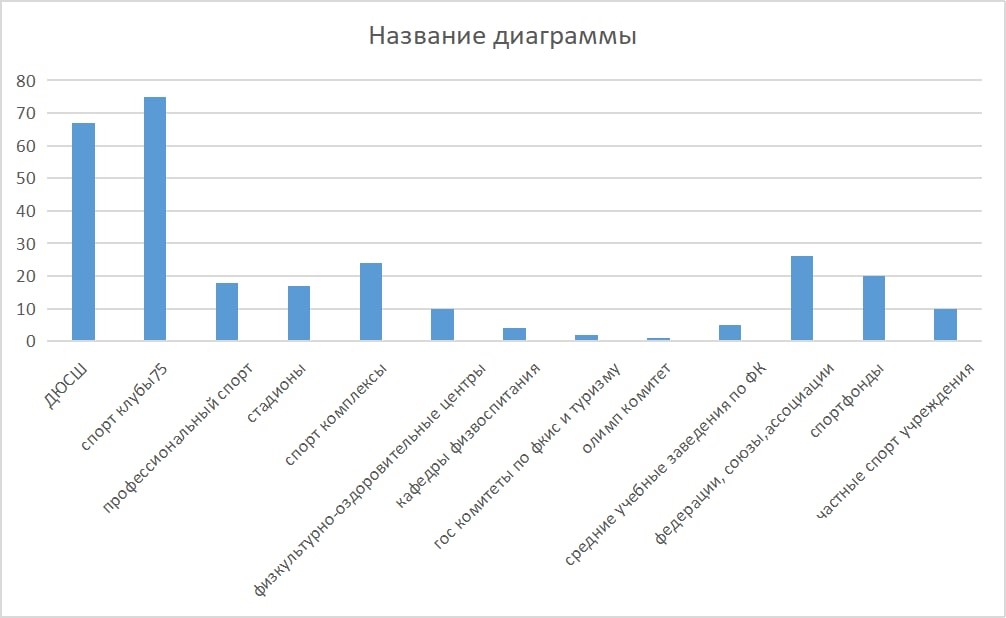 Название диаграммы
80
70
60
50
40
30
20
10
0
ДЮСШ
спорт клубы75
профессиональный спорт
стадионы
спорт комплексы
физкультурно-оздоровительные центры
кафедры физвоспитания
гос комитеты по фкис и туризму
олимп комитет
средние учебные заведения по ФК
федерации, союзы,ассоциации
спортфонды
частные спорт учреждения